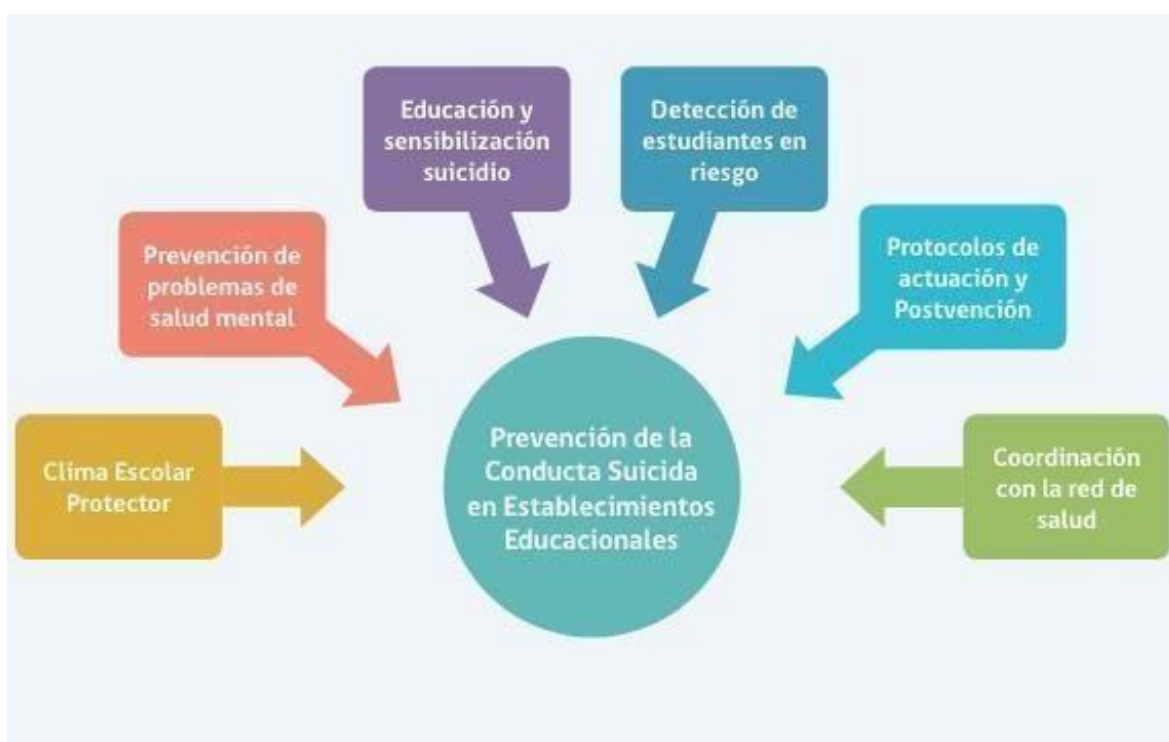 Educación y
sensibilización
suicidio
Detección de
estudiantes en
riesgo
Prevención de
problemas de
salud mental
Protocolos de
actuación y
Postvención
Clima Escolar
Protector
Prevención de la
Conducta Suicida
en Establecimientos
Educacionales
Coordinación
con la red de
salud